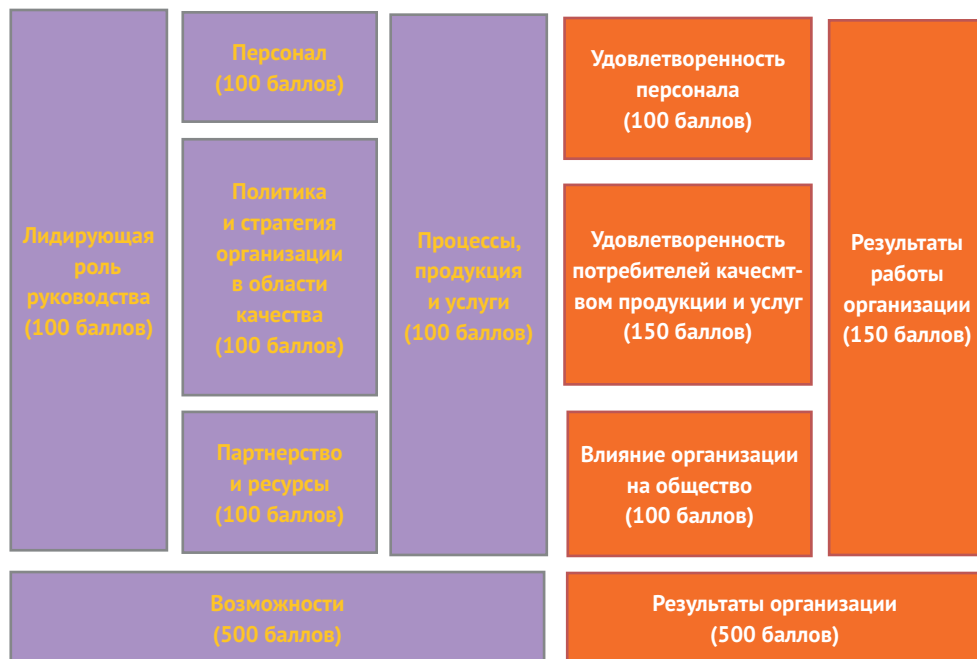 Лидирующая
роль
руководства
(100 баллов)
Персонал
(100 баллов)
Политика
и стратегия
организации
в области
качества
(100 баллов)
Партнерство
и ресурсы
(100 баллов)
Процессы,
продукция
и услуги
(100 баллов)
Удовлетворенность
персонала
(100 баллов)
Удовлетворенность
потребителей качесмт-
вом продукции и услуг
(150 баллов)
Влияние организации
на общество
(100 баллов)
Результаты
работы
организации
(150 баллов)
Возможности
(500 баллов)
Результаты организации
(500 баллов)